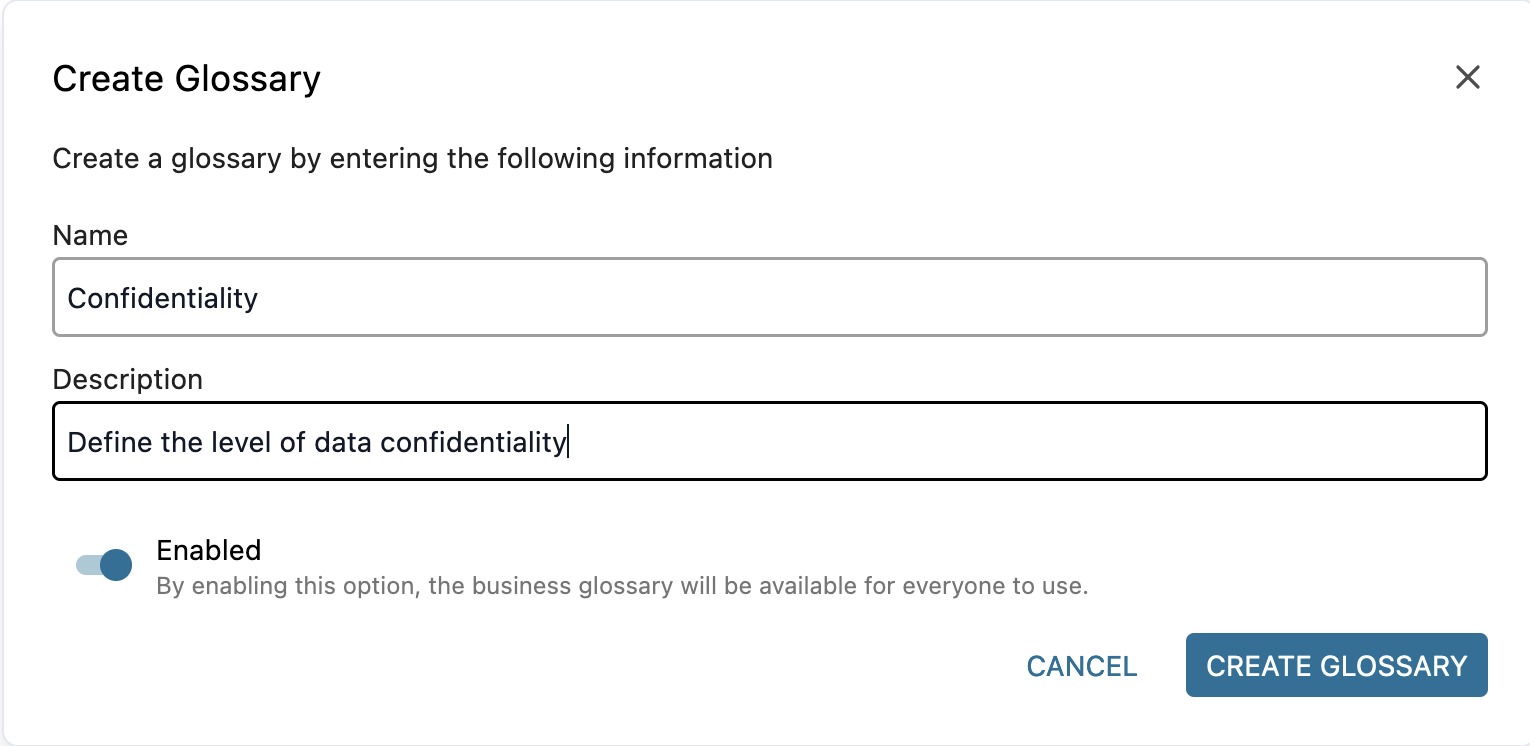 Create Glossary
Create a glossary by entering the following information
Name
Confidentiality
Description
Define the level of data confidentiality
Enabled
By enabling this option, the business glossary will be available for everyone to use.
CANCEL
CREATE GLOSSARY